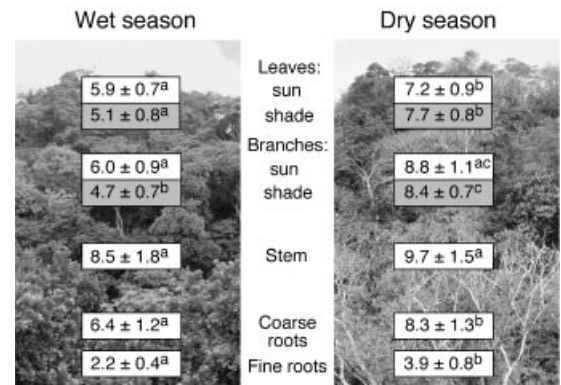 Wet season
Dry season
Leaves:
5.9 ± 0.7a sun 7.2 ± 0.9b
5.1 ± 0.8a shade 7.7 ± 0.8b
Branches:
6.0 ± 0.9a sun 8.8 ± 1.1ac
4.7 ± 0.7b shade 8.4 ± 0.7c
8.5 ± 1.8a Stem 9.7 ± 1.5a
6.4 ± 1.2a Coarse roots 8.3 ± 1.3b
2.2 ± 0.4a Fine roots 3.9 ± 0.8b